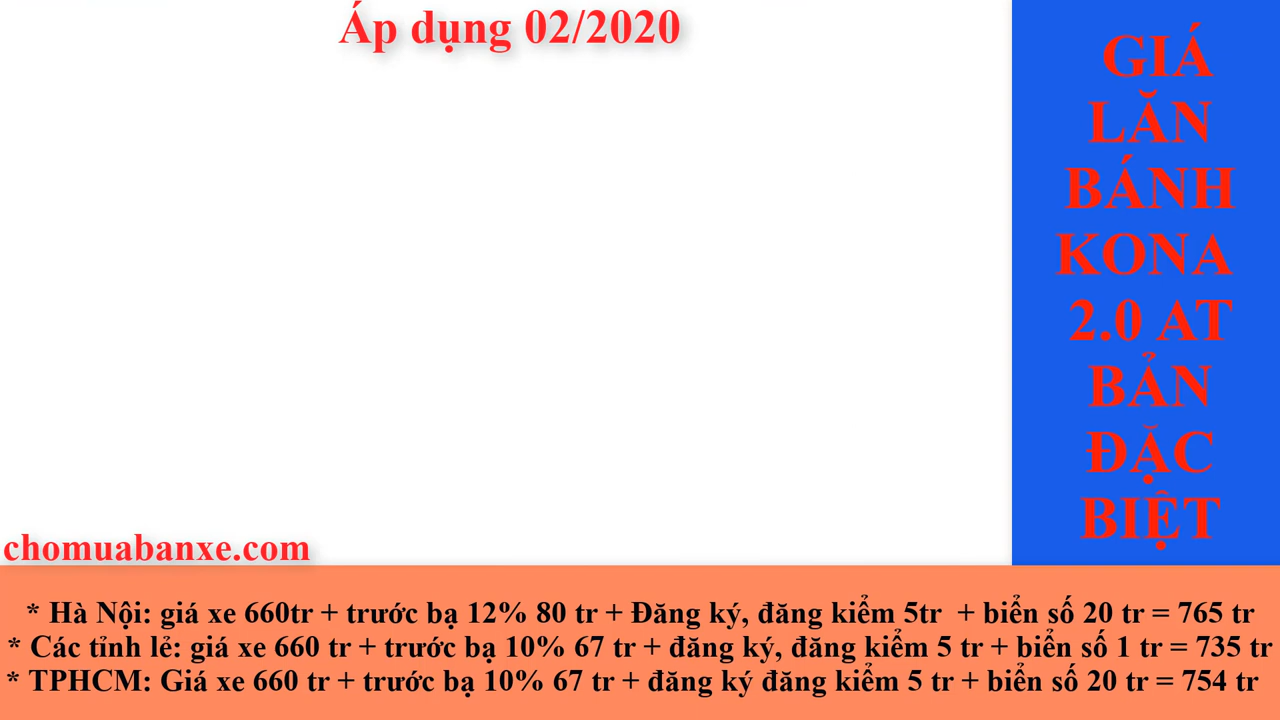 Áp dụng 02/2020
GIÁ
LĂN
BÁNH
KONA
2.0 AT
BẢN
ĐẶC
BIỆT
chomuabanxe.com
* Hà Nội: giá xe 660tr + trước bạ 12% 80 tr + Đăng ký, đăng kiểm 5tr + biển số 20 tr = 765 tr
* Các tỉnh lẻ: giá xe 660 tr + trước bạ 10% 67 tr + đăng ký, đăng kiểm 5 tr + biển số 1 tr = 735 tr
* TPHCM: Giá xe 660 tr + trước bạ 10% 67 tr + đăng ký đăng kiểm 5 tr + biển số 20 tr = 754 tr